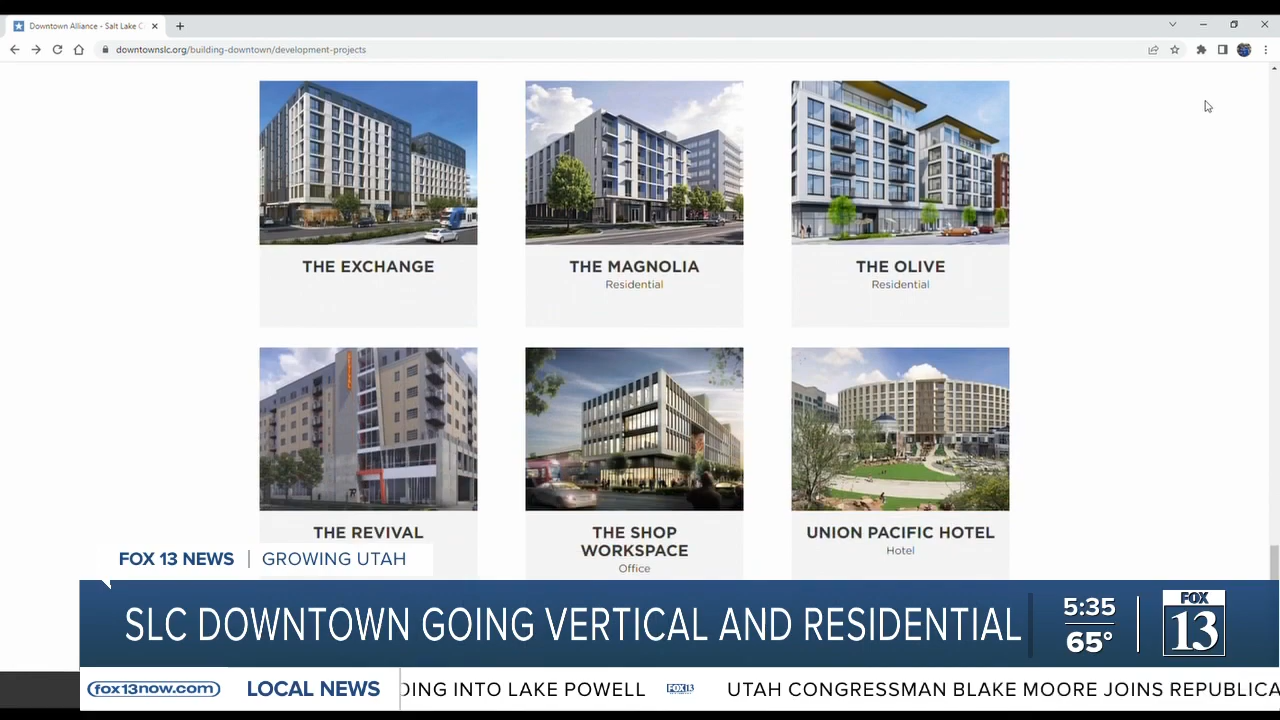 Downtown Alliance - Salt Lake C
downtownslc.org/building-downtown/development-projects
THE EXCHANGE
THE MAGNOLIA
Residential
THE OLIVE
Residential
THE REVIVAL
THE SHOP
WORKSPACE
Office
UNION PACIFIC HOTEL
Hotel
FOX 13 NEWS | GROWING UTAH
SLC DOWNTOWN GOING VERTICAL AND RESIDENTIAL
5:35
65°
FOX
13
fox13now.com
LOCAL NEWS
OING INTO LAKE POWELL FOX13 UTAH CONGRESSMAN BLAKE MOORE JOINS REPUBLICA